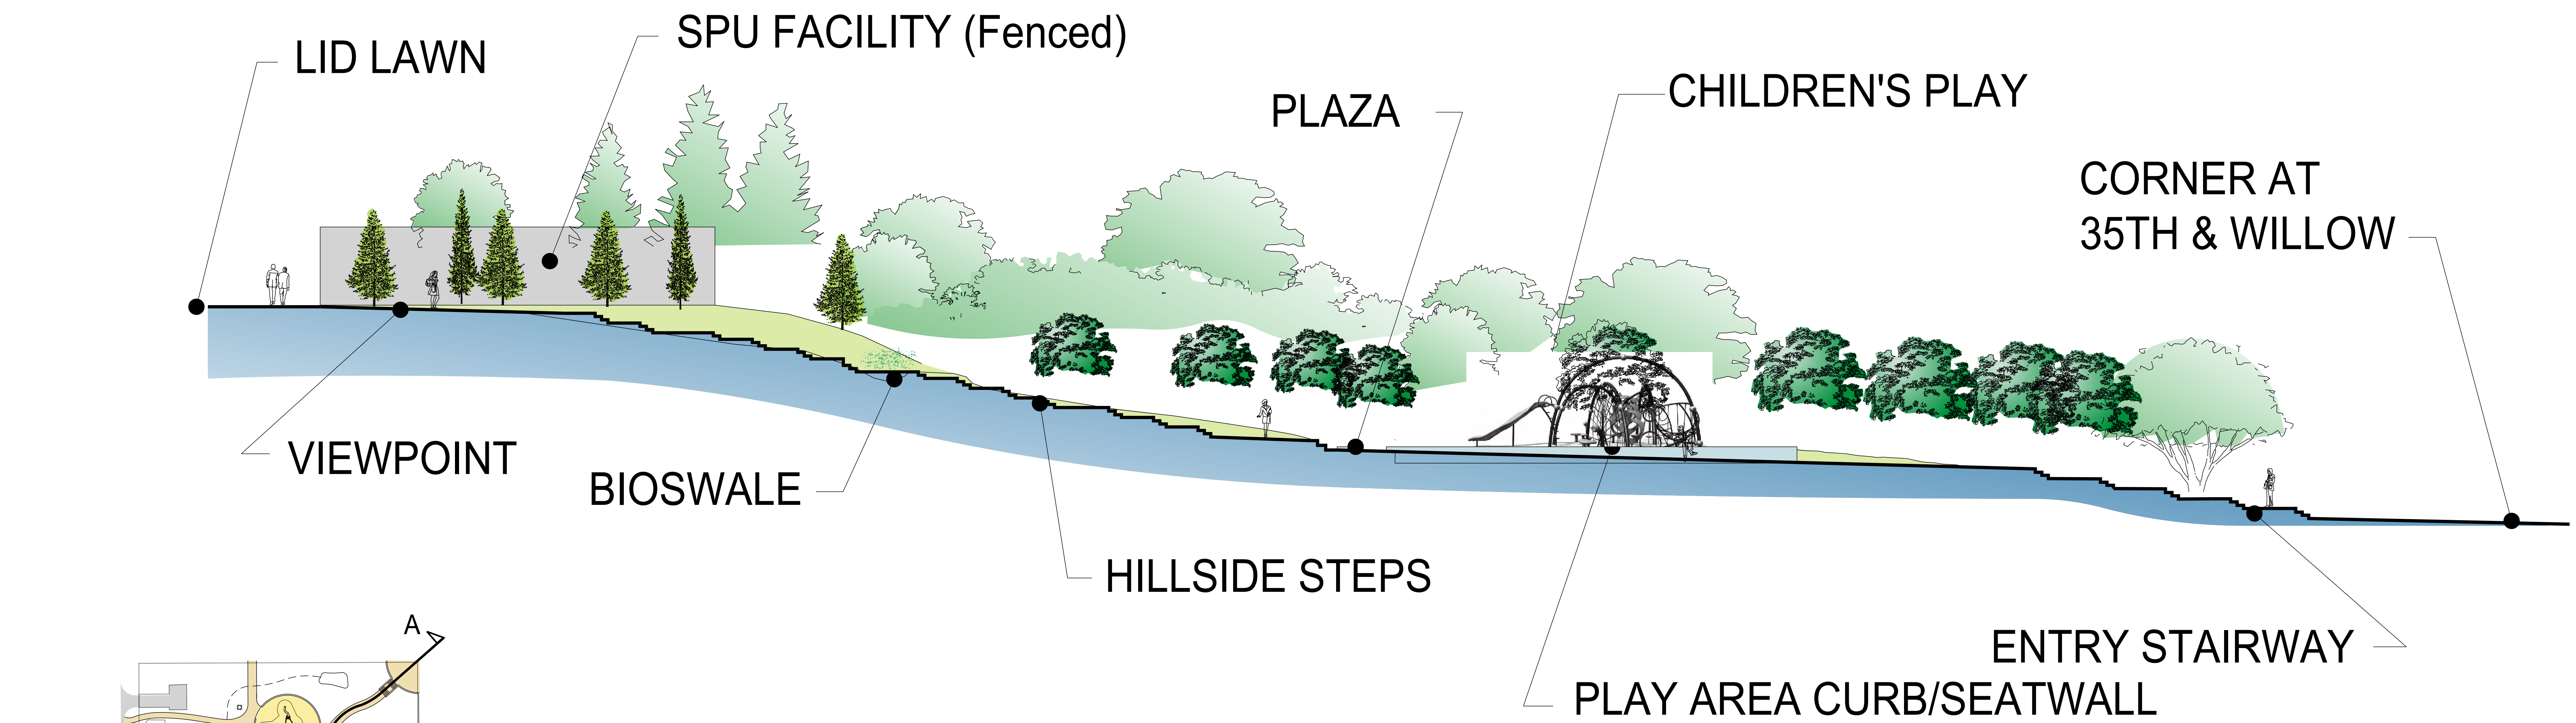 SPU FACILITY (Fenced)
LID LAWN
CHILDREN'S PLAY
PLAZA
CORNER AT
35TH & WILLOW
VIEWPOINT
BIOSWALE
HILLSIDE STEPS
A
ENTRY STAIRWAY
PLAY AREA CURB/SEATWALL